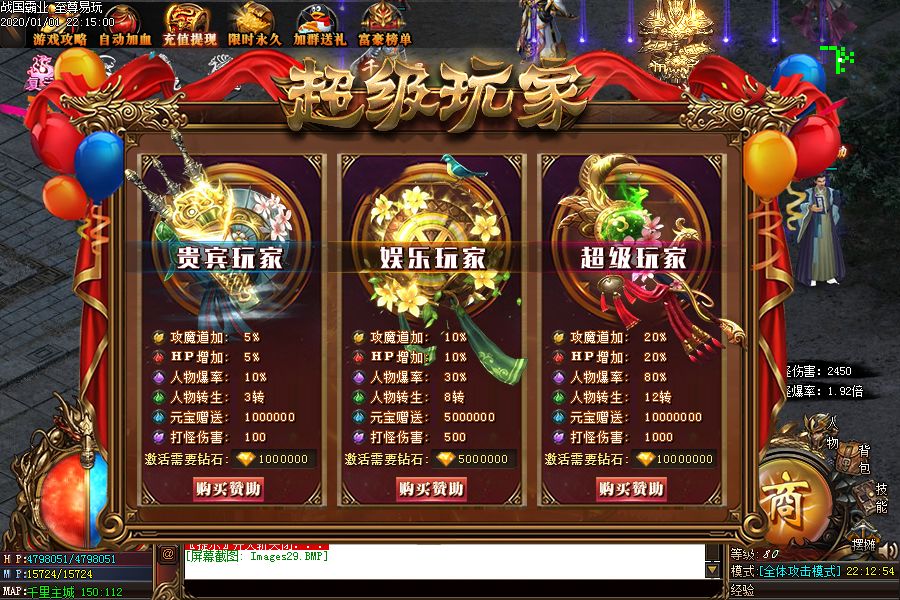 战国霸业-至尊易玩
2020/01/01 22:15:00
游戏攻略 自动加血 充值提现 限时永久 加群送礼 富豪榜单
超级玩家
贵宾玩家
攻魔道加: 5%
HP增加: 5%
人物爆率: 10%
人物转生: 3转
元宝赠送: 1000000
打怪伤害: 100
激活需要钻石: 1000000
购买赞助
娱乐玩家
攻魔道加: 10%
HP增加: 10%
人物爆率: 30%
人物转生: 8转
元宝赠送: 5000000
打怪伤害: 500
激活需要钻石: 5000000
购买赞助
超级玩家
攻魔道加: 20%
HP增加: 20%
人物爆率: 80%
人物转生: 12转
元宝赠送: 10000000
打怪伤害: 1000
激活需要钻石: 10000000
购买赞助
怪伤害: 2450
怪爆率: 1.92倍
人物
背包
技能
商
摆摊
HP:4798051/4798051
MP:15724/15724
MAP:千里主城 150:112
[屏幕截图: Images29.BMP]
等级: 80
模式:[全体攻击模式] 22:12:54
经验